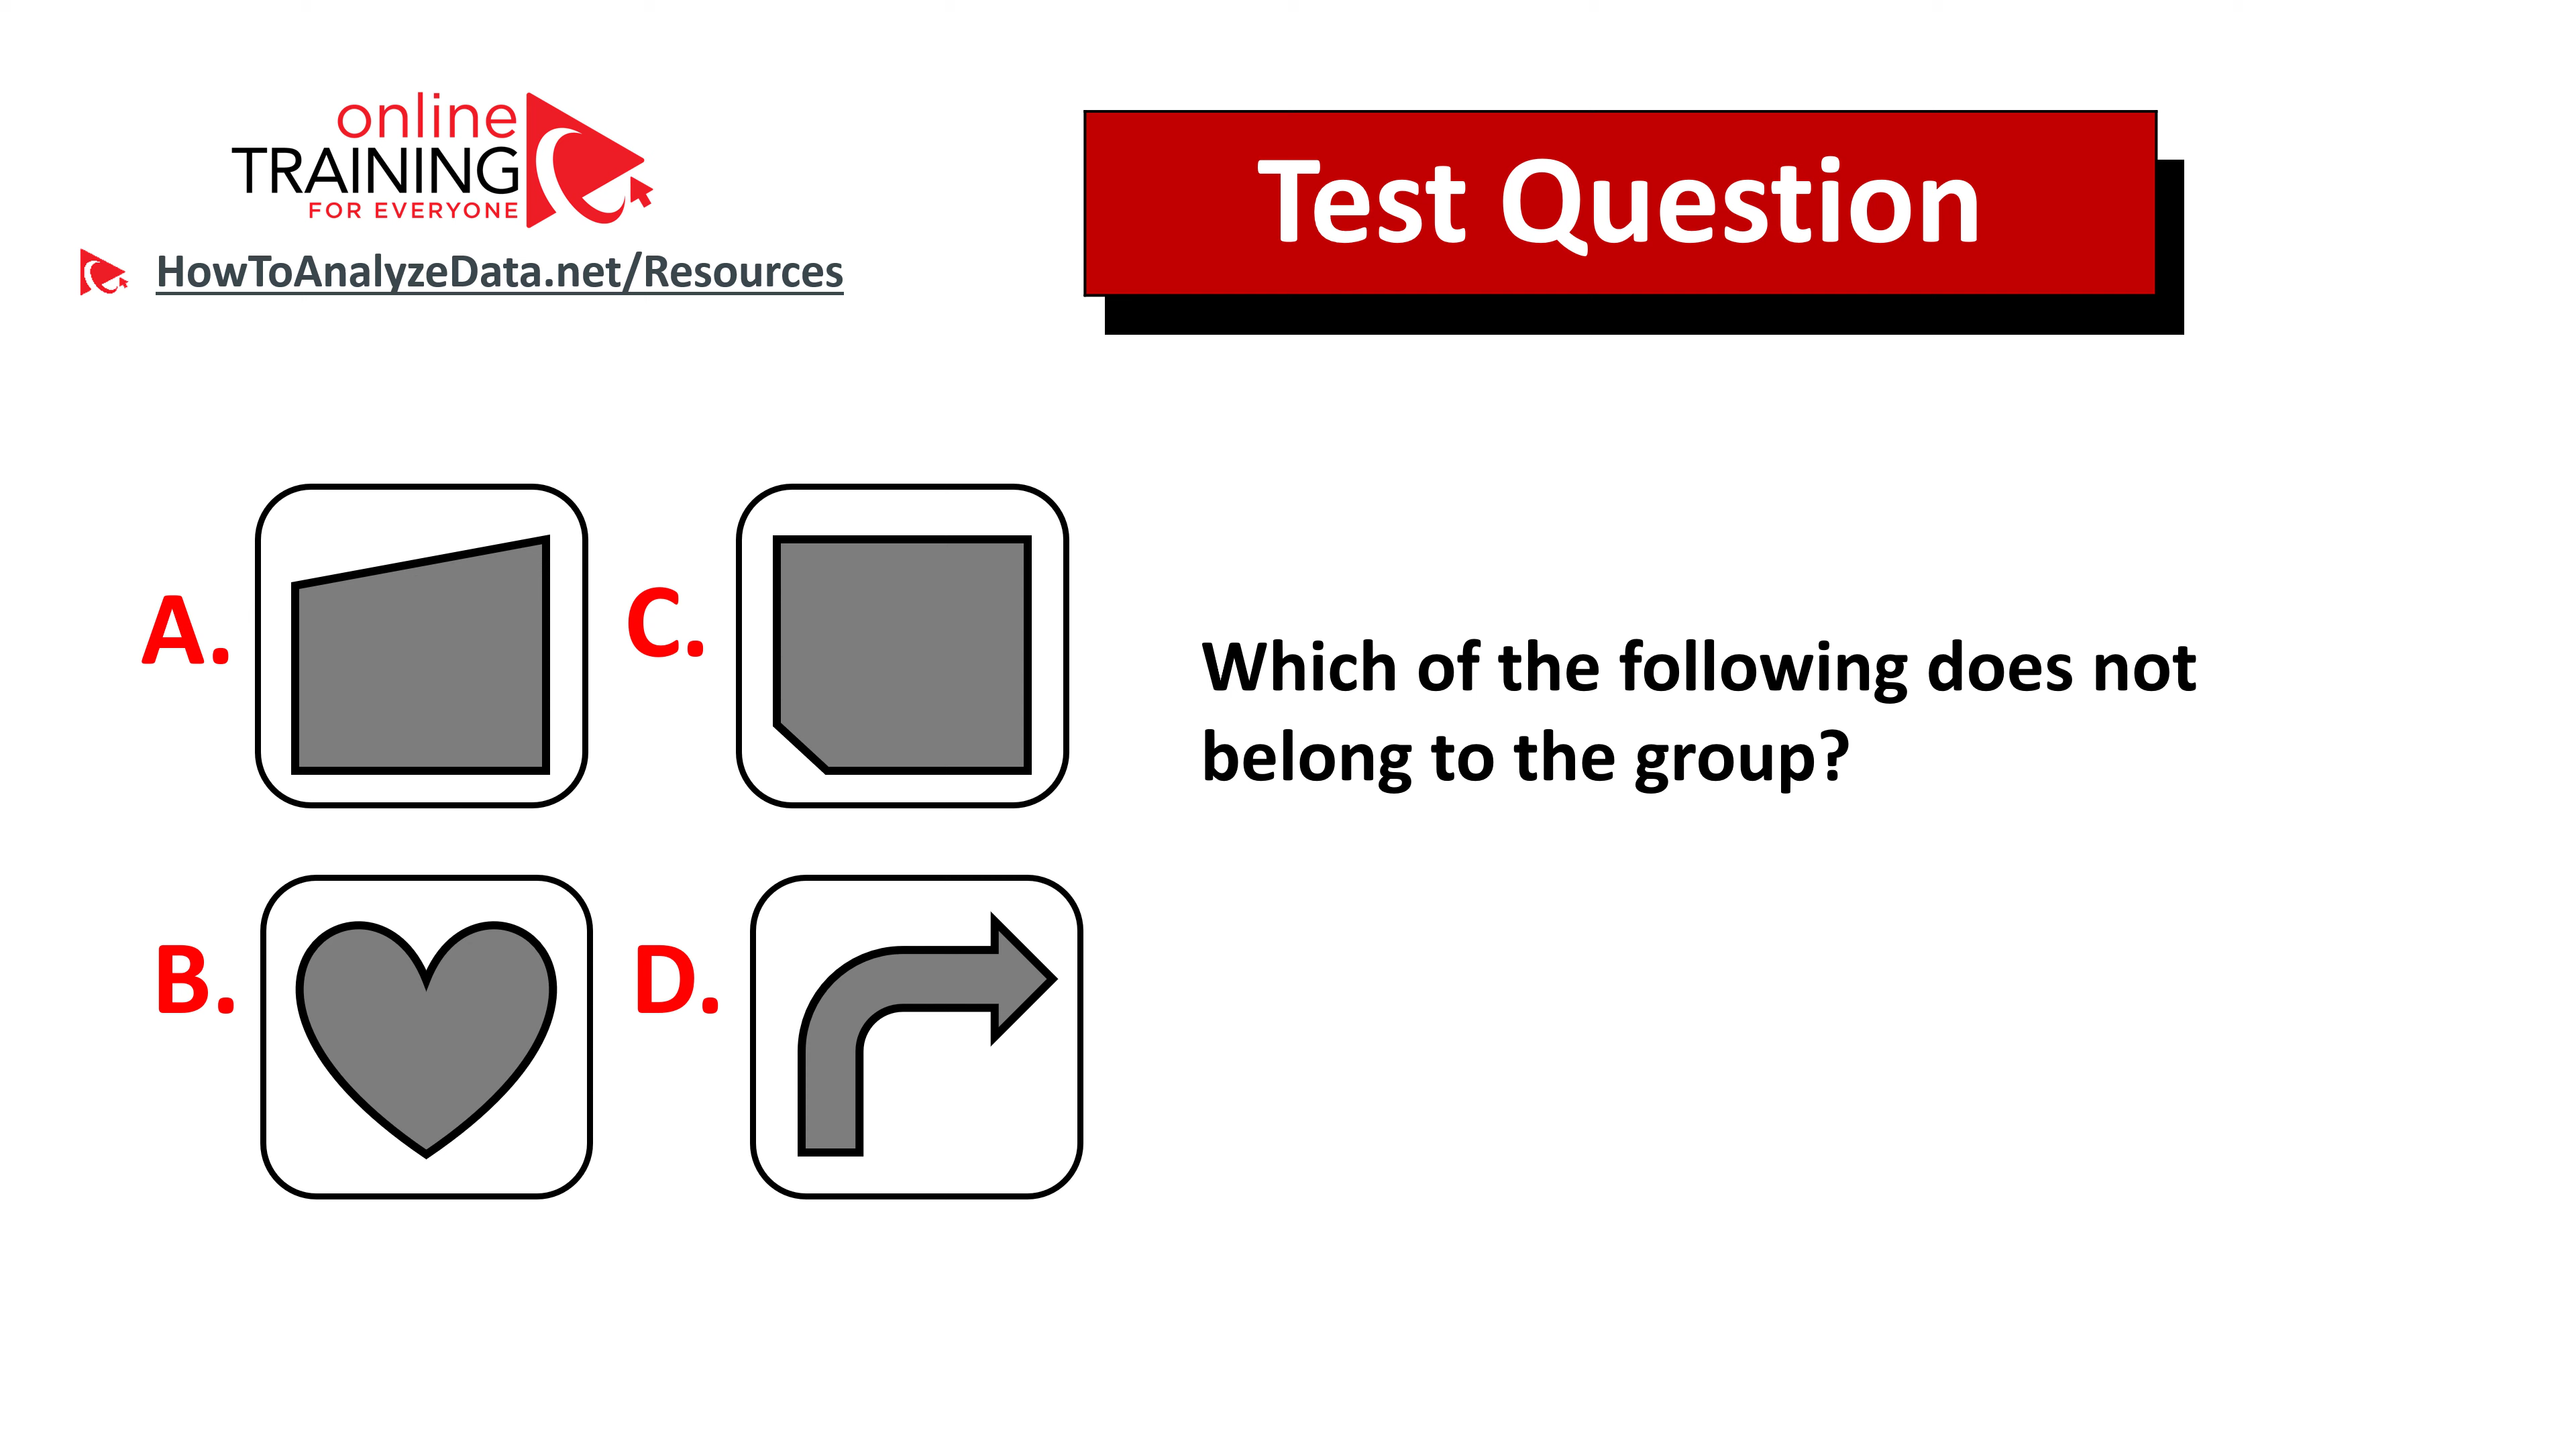 online
TRAINING
FOR EVERYONE
HowToAnalyzeData.net/Resources
Test Question
A.
C.
Which of the following does not
belong to the group?
B.
D.